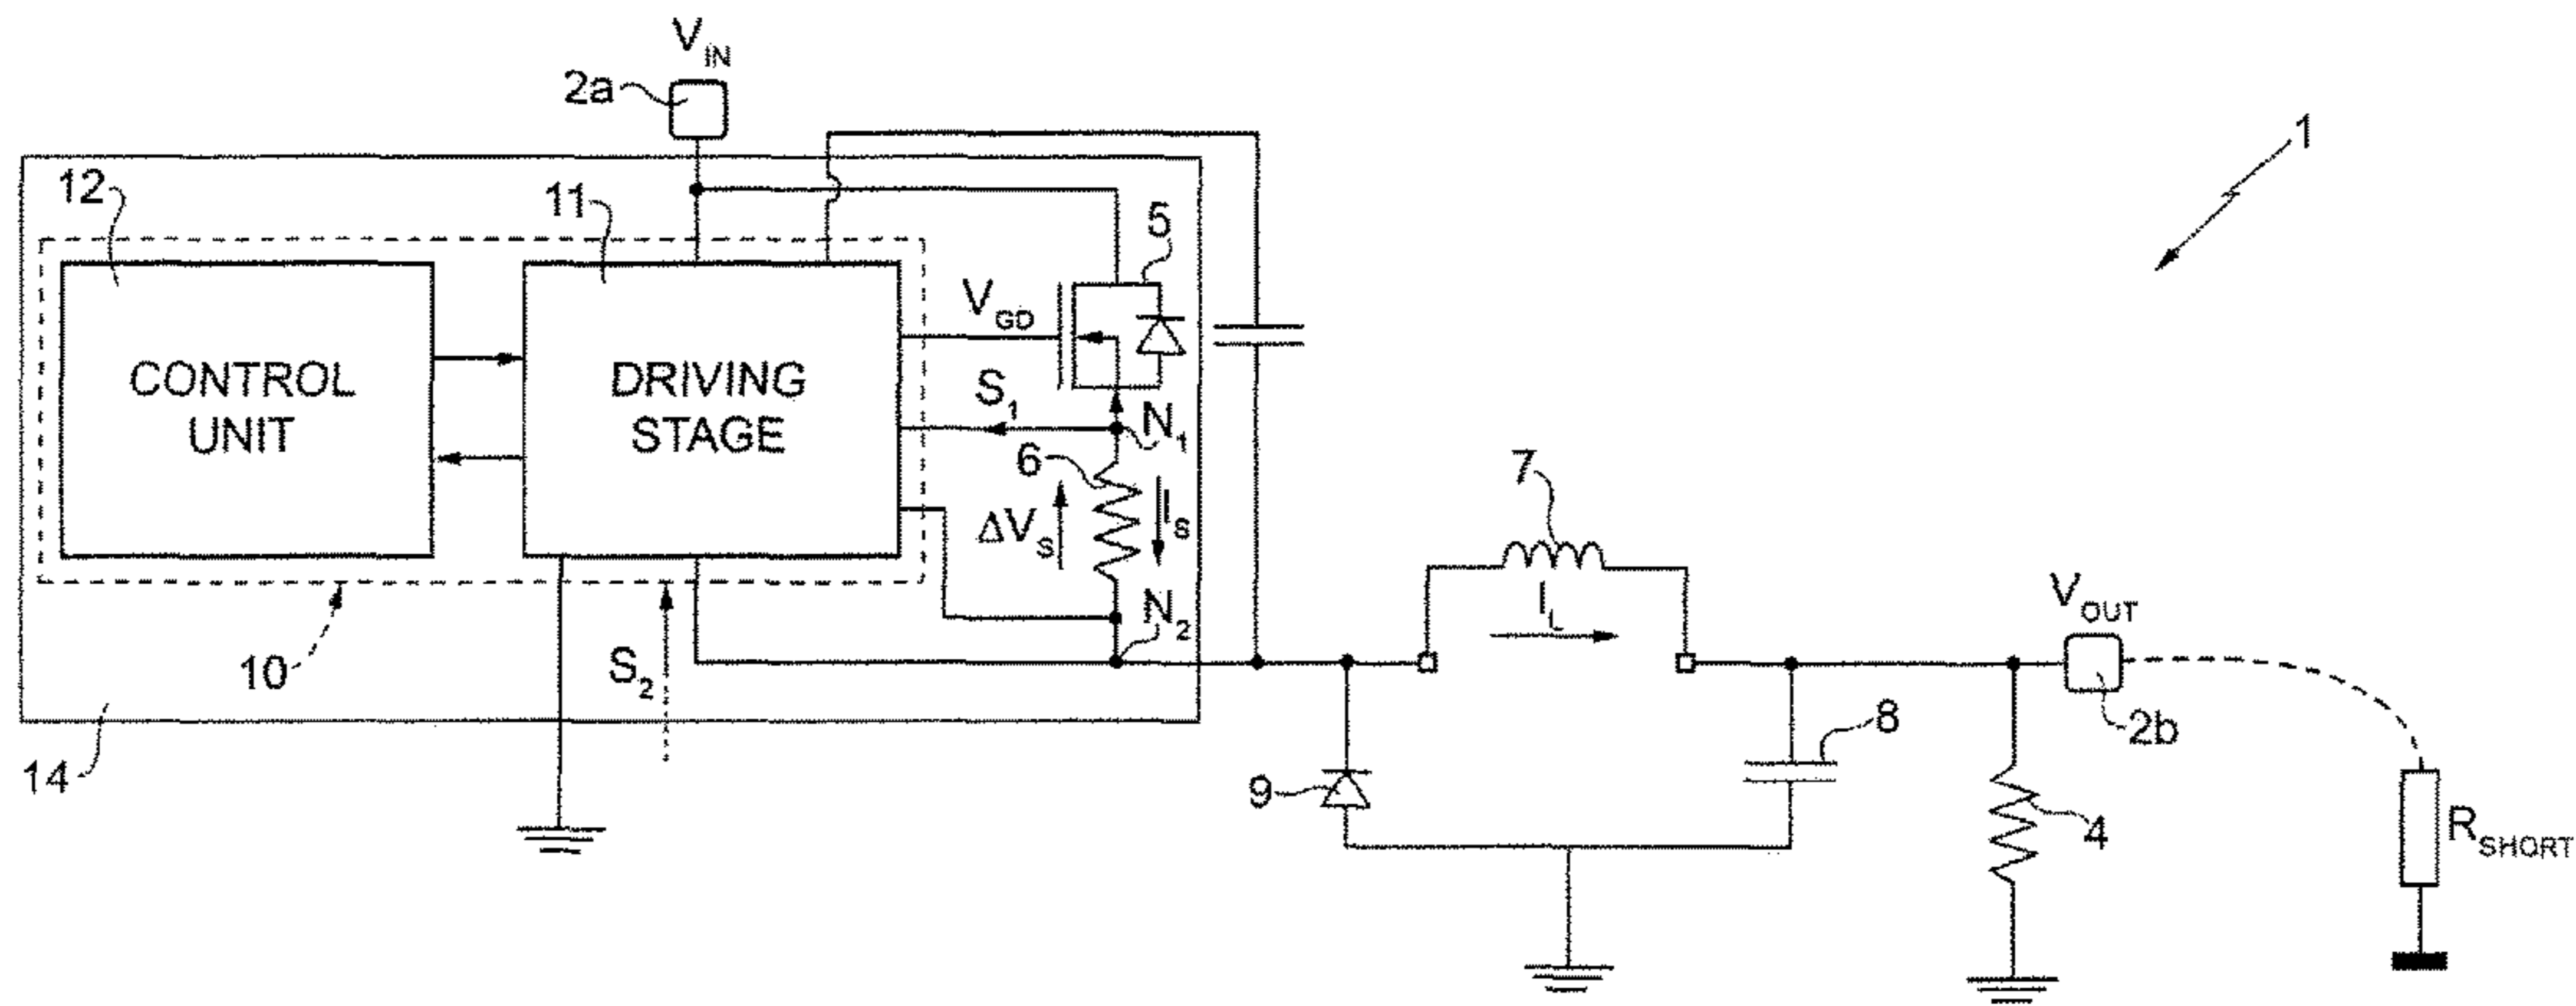 V_IN
2a
1
12
11
5
V_GD
CONTROL
UNIT
DRIVING
STAGE
S_1
N_1
6
ΔV_S
I_S
7
I_L
N_2
V_OUT
10
S_2
2b
8
14
9
4
R_SHORT